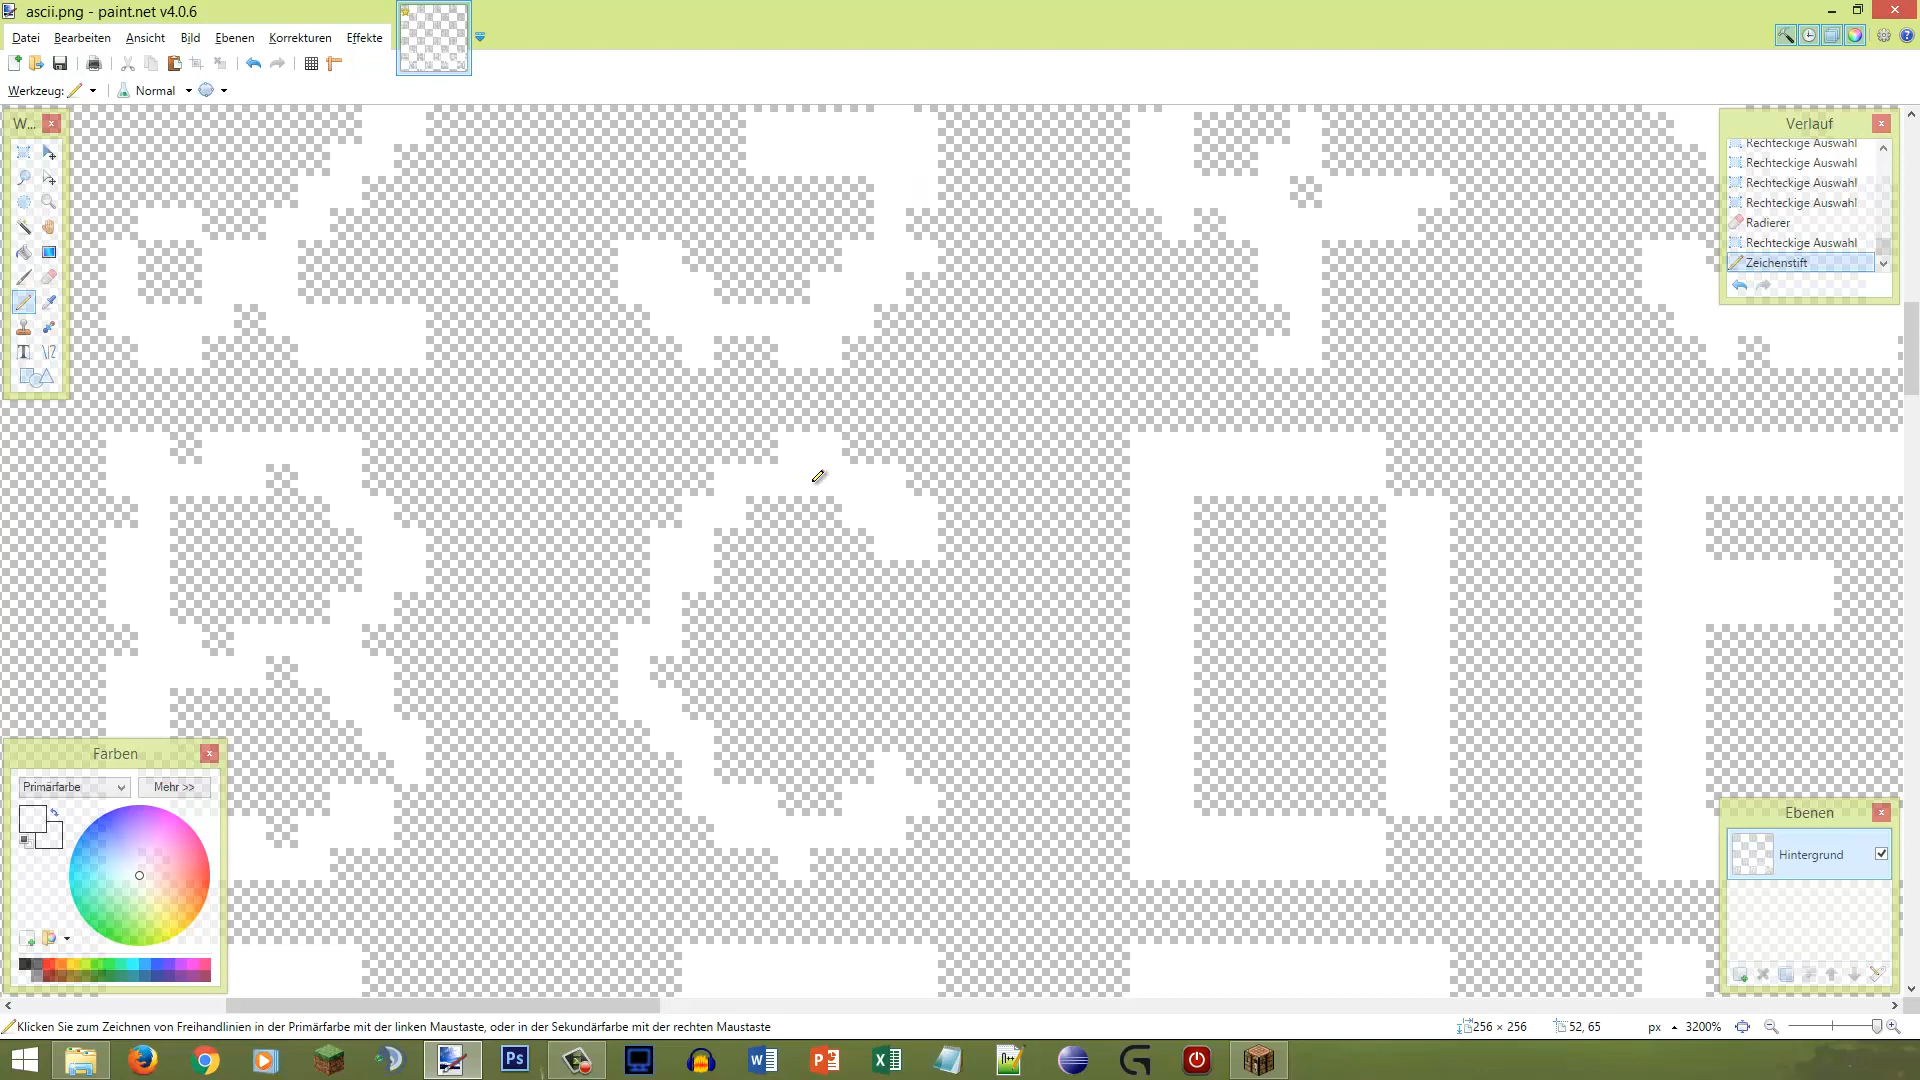 ascii.png - paint.net v4.0.6
Datei Bearbeiten Ansicht Bild Ebenen Korrekturen Effekte
Werkzeug: Normal
W...
Verlauf
Rechteckige Auswahl
Rechteckige Auswahl
Rechteckige Auswahl
Rechteckige Auswahl
Radierer
Rechteckige Auswahl
Zeichenstift
B C D E
Farben
Primärfarbe
Mehr >>
Ebenen
Hintergrund
Klicken Sie zum Zeichnen von Freihandlinien in der Primärfarbe mit der linken Maustaste, oder in der Sekundärfarbe mit der rechten Maustaste
256 × 256
52, 65
px
3200%
Ps